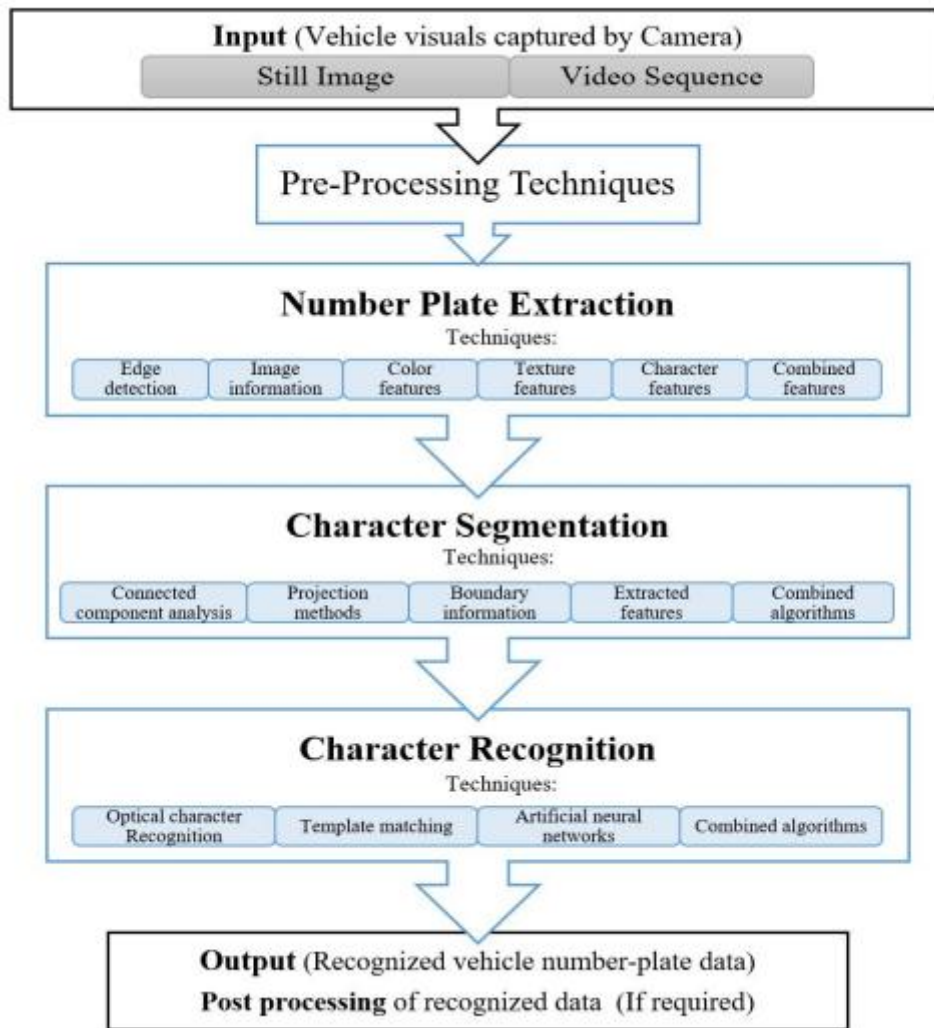 Input (Vehicle visuals captured by Camera)
Still Image
Video Sequence
Pre-Processing Techniques
Number Plate Extraction
Techniques:
Edge
detection
Image
information
Color
features
Texture
features
Character
features
Combined
features
Character Segmentation
Techniques:
Connected
component analysis
Projection
methods
Boundary
information
Extracted
features
Combined
algorithms
Character Recognition
Techniques:
Optical character
Recognition
Template matching
Artificial neural
networks
Combined algorithms
Output (Recognized vehicle number-plate data)
Post processing of recognized data (If required)